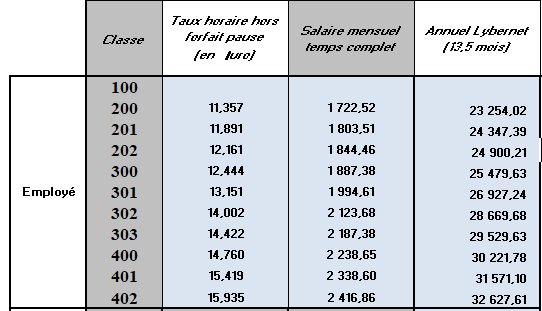 Classe
Taux horaire hors
forfait pause
(en Juro)
Salaire mensuel
temps complet
Annuel Lybernet
(13,5 mois)
Employé
100
200 11,357 1 722,52 23 254,02
201 11,891 1 803,51 24 347,39
202 12,161 1 844,46 24 900,21
300 12,444 1 887,38 25 479,63
301 13,151 1 994,61 26 927,24
302 14,002 2 123,68 28 669,68
303 14,422 2 187,38 29 529,63
400 14,760 2 238,65 30 221,78
401 15,419 2 338,60 31 571,10
402 15,935 2 416,86 32 627,61